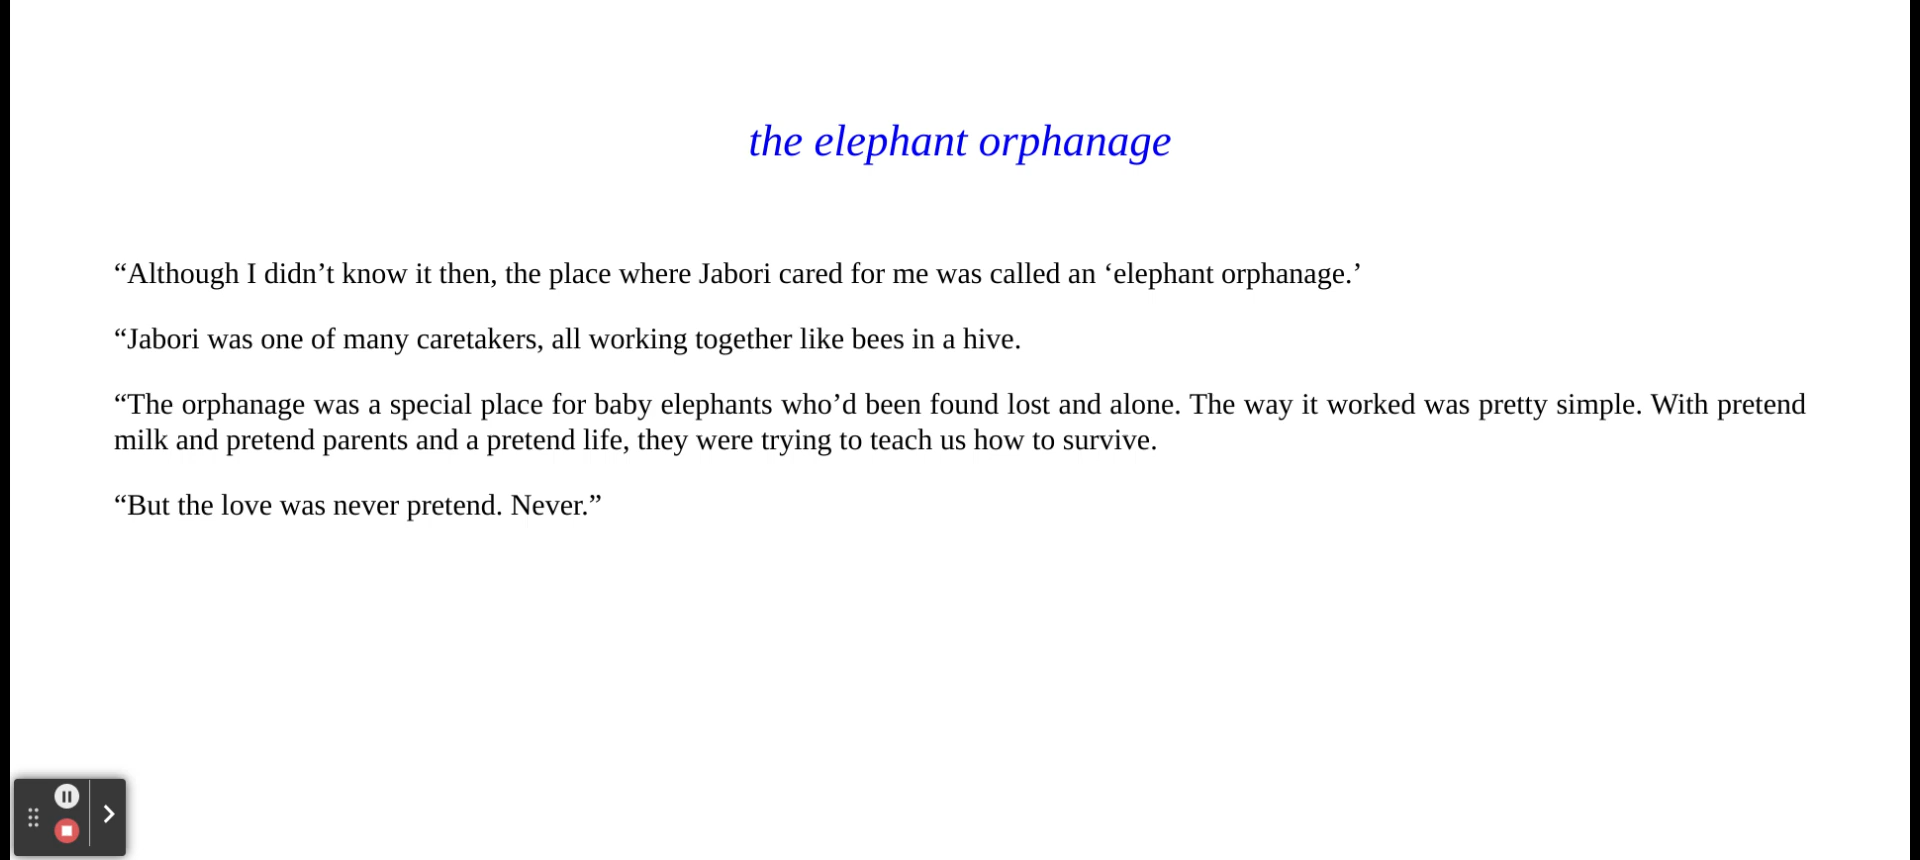 the elephant orphanage
“Although I didn’t know it then, the place where Jabori cared for me was called an ‘elephant orphanage.’
“Jabori was one of many caretakers, all working together like bees in a hive.
“The orphanage was a special place for baby elephants who’d been found lost and alone. The way it worked was pretty simple. With pretend
milk and pretend parents and a pretend life, they were trying to teach us how to survive.
“But the love was never pretend. Never.”